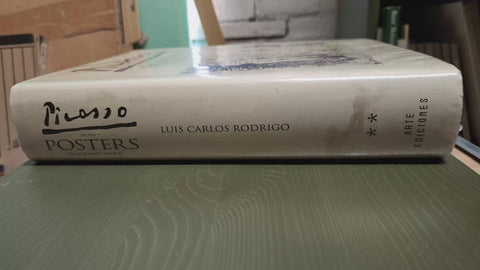 Picasso
POSTERS
LUIS CARLOS RODRIGO
**
ARTE
EDICIONES